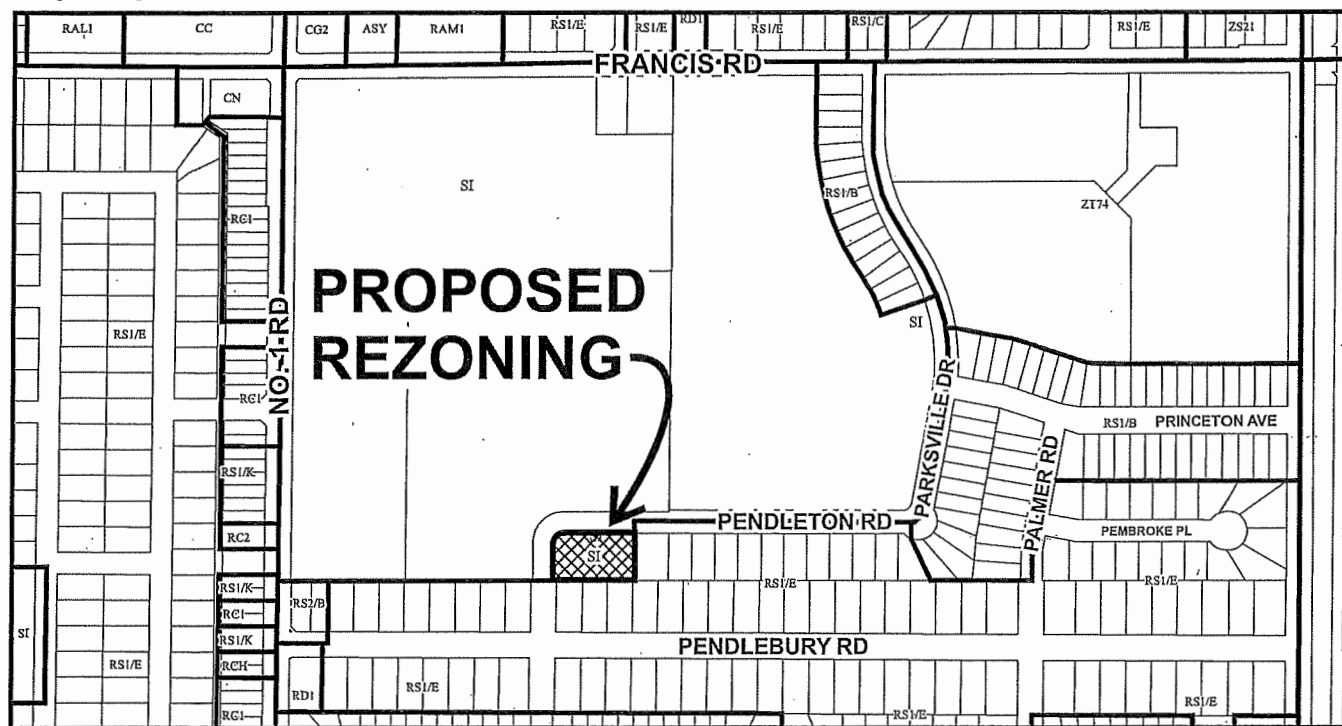 RAL1 CC CG2 ASY RAM1 RS1/E RS1/E RD1 RS1/E RS1/C RS1/E ZS21
FRANCIS RD
CN
SI
RS1/B
ZT74
RC1
PROPOSED
REZONING
NO. 1 RD
RS1/E
SI
RC1
PARKSVILLE DR
RS1/B PRINCETON AVE
PALMER RD
RS1/K
PENDLETON RD
PEMBROKE PL
RC2
SI
RS1/E
RS1/E
RS1/K
RS2/B
RC1
SI
RS1/K
PENDLEBURY RD
RS1/E
RCH
RD1
RS1/E
RS1/E
RC1
RS1/E